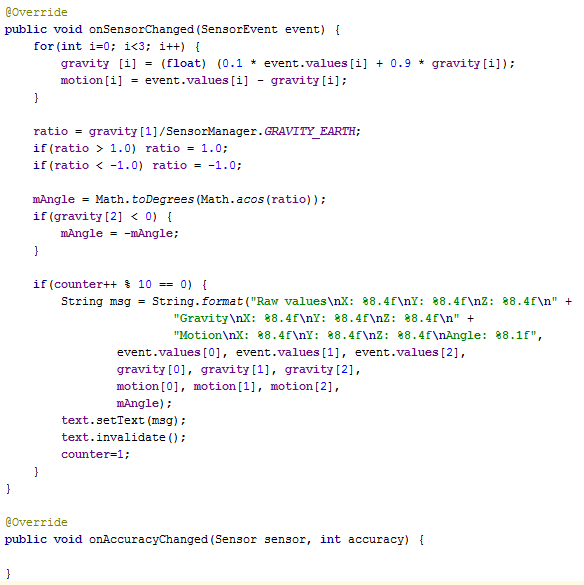 @Override
public void onSensorChanged(SensorEvent event) {
    for(int i=0; i<3; i++) {
        gravity [i] = (float) (0.1 * event.values[i] + 0.9 * gravity[i]);
        motion[i] = event.values[i] - gravity[i];
    }

    ratio = gravity[1]/SensorManager.GRAVITY_EARTH;
    if(ratio > 1.0) ratio = 1.0;
    if(ratio < -1.0) ratio = -1.0;

    mAngle = Math.toDegrees(Math.acos(ratio));
    if(gravity[2] < 0) {
        mAngle = -mAngle;
    }

    if(counter++ % 10 == 0) {
        String msg = String.format("Raw values\nX: %8.4f\nY: %8.4f\nZ: %8.4f\n" +
                        "Gravity\nX: %8.4f\nY: %8.4f\nZ: %8.4f\n" +
                        "Motion\nX: %8.4f\nY: %8.4f\nZ: %8.4f\nAngle: %8.1f",
                event.values[0], event.values[1], event.values[2],
                gravity[0], gravity[1], gravity[2],
                motion[0], motion[1], motion[2],
                mAngle);
        text.setText(msg);
        text.invalidate();
        counter=1;
    }
}

@Override
public void onAccuracyChanged(Sensor sensor, int accuracy) {

}